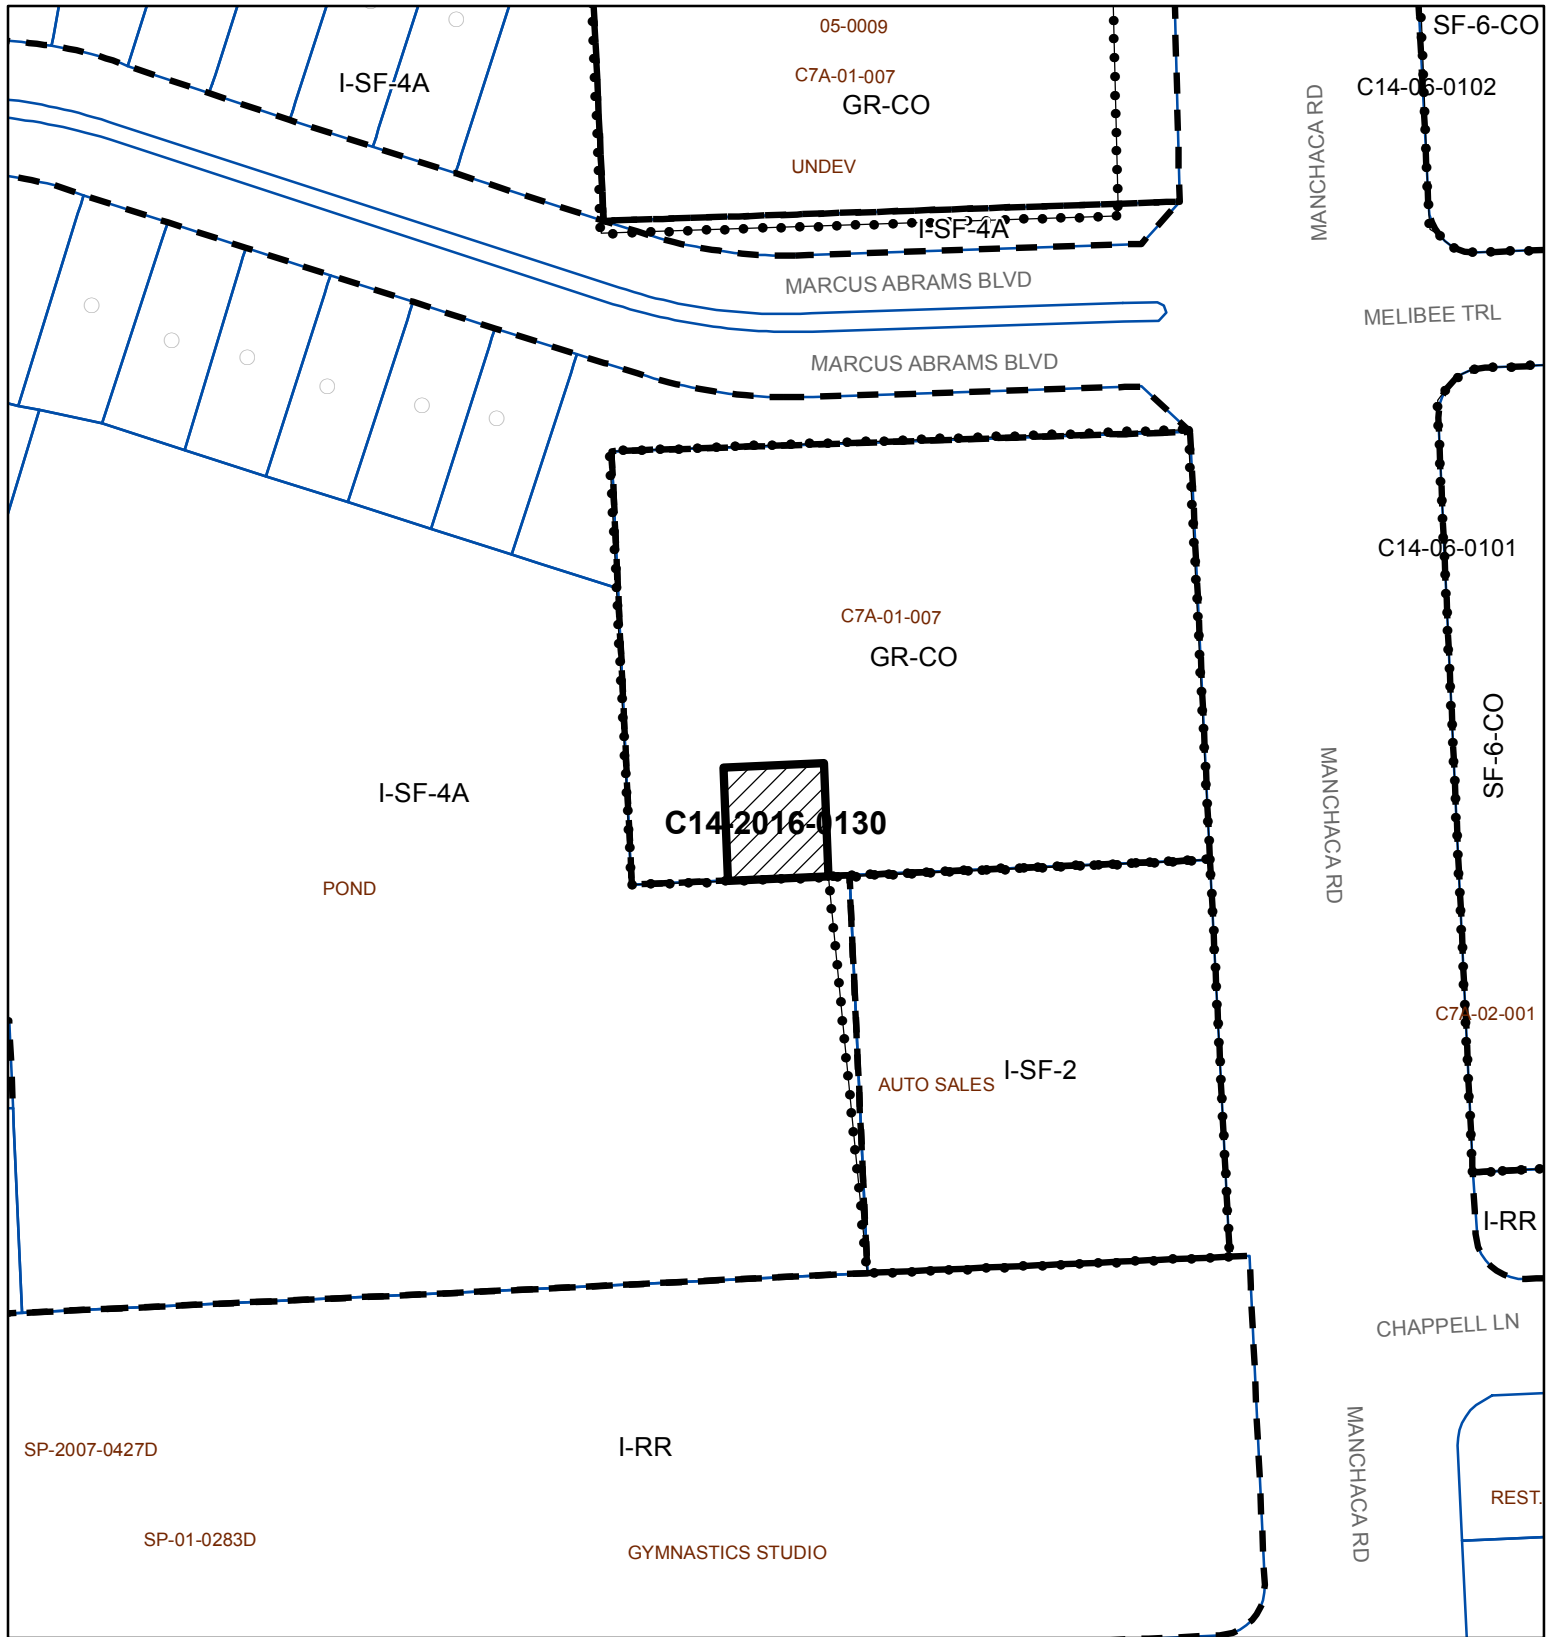 05-0009
SF-6-CO
C7A-01-007
I-SF-4A
C14-06-0102
GR-CO
MANCHACA RD
UNDEV
I-SF-4A
MARCUS ABRAMS BLVD
MELIBEE TRL
MARCUS ABRAMS BLVD
C14-06-0101
C7A-01-007
GR-CO
SF-6-CO
I-SF-4A
C14-2016-0130
MANCHACA RD
POND
C7A-02-001
AUTO SALES
I-SF-2
I-RR
CHAPPELL LN
SP-2007-0427D
I-RR
MANCHACA RD
REST.
SP-01-0283D
GYMNASTICS STUDIO